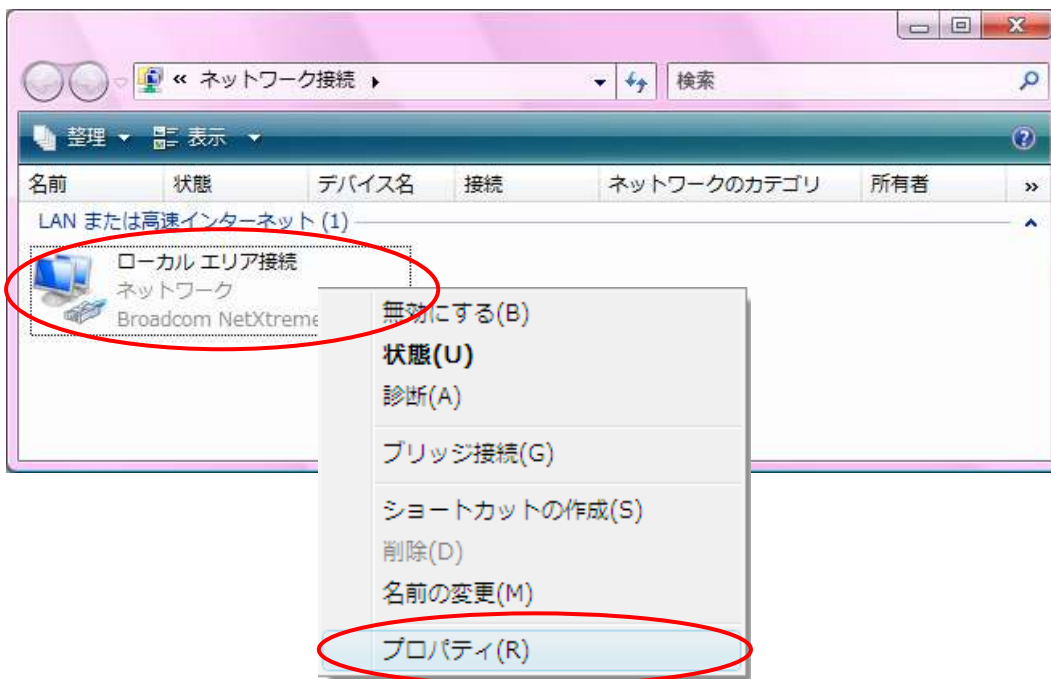 « ネットワーク接続
検索
整理 表示
名前 状態 デバイス名 接続 ネットワークのカテゴリ 所有者 »
LAN または高速インターネット (1)
ローカル エリア接続
ネットワーク
Broadcom NetXtreme
無効にする(B)
状態(U)
診断(A)
ブリッジ接続(G)
ショートカットの作成(S)
削除(D)
名前の変更(M)
プロパティ(R)